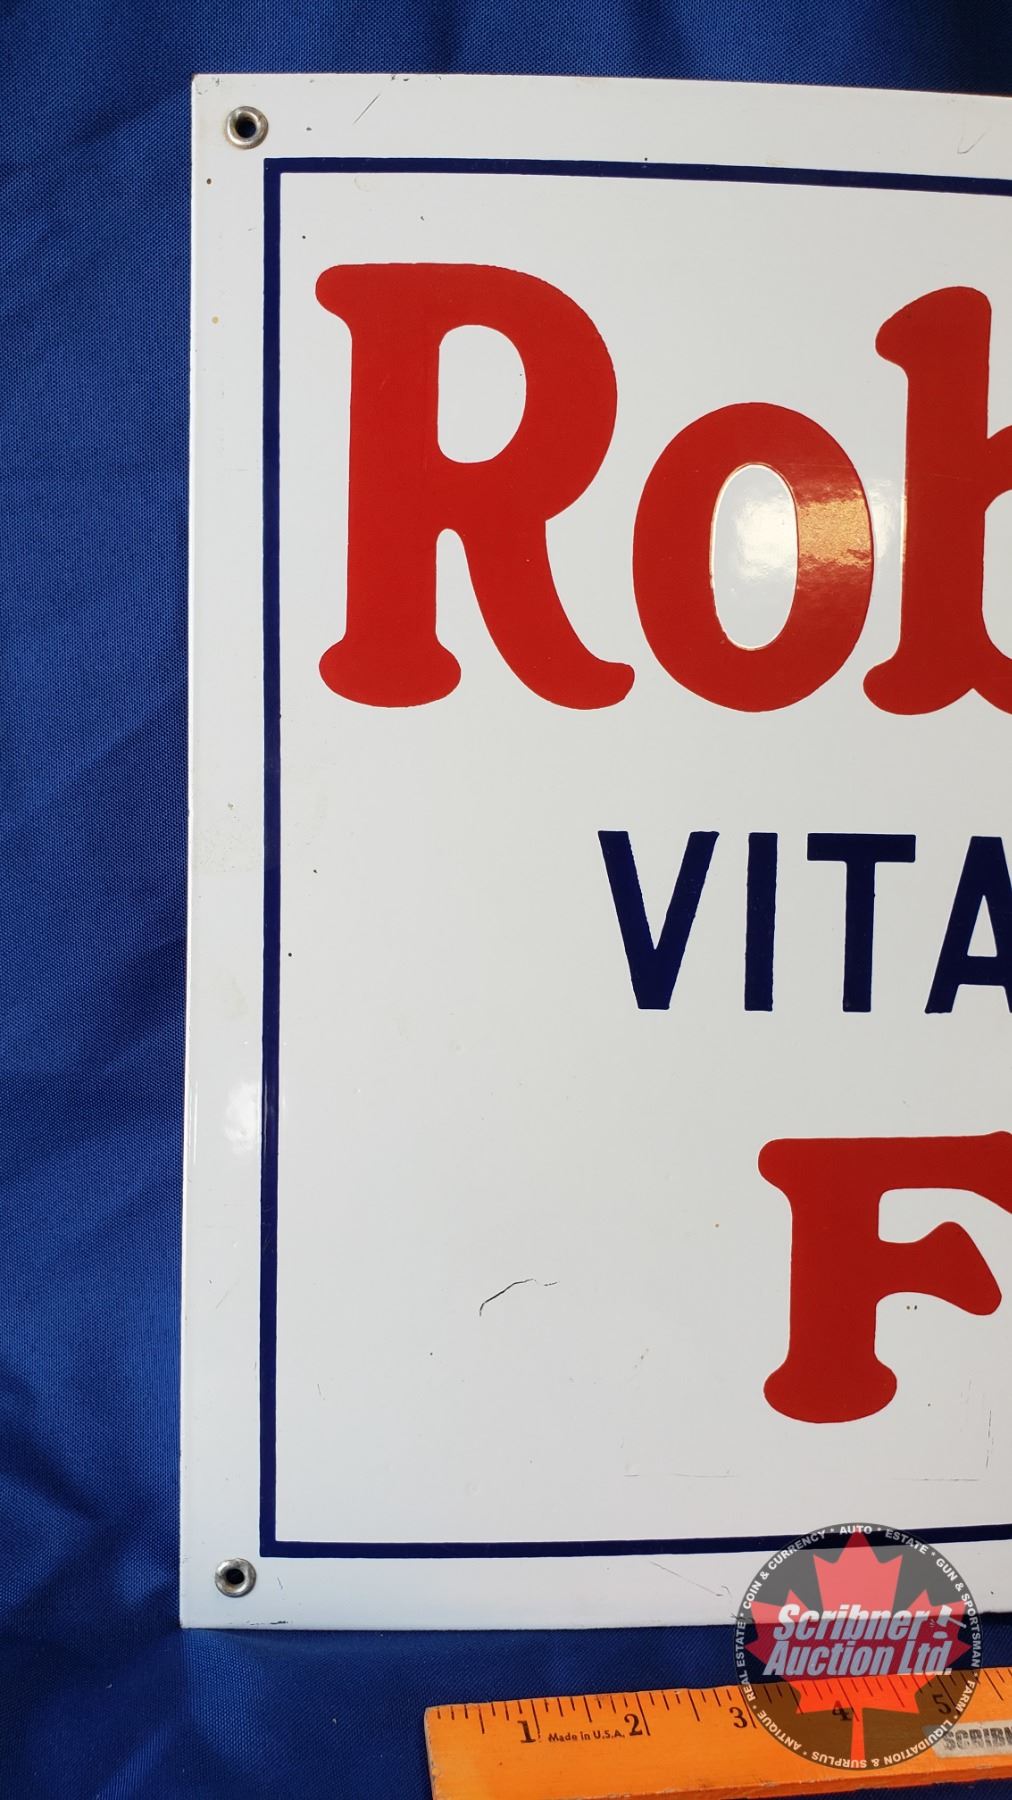 Rob
VITA
F
COIN & CURRENCY * AUTO * ESTATE * GUN & SPORTSMAN * FARM * LIQUIDATION & SURPLUS * ANTIQUE * REAL ESTATE *
Scribner !
Auction Ltd.
1 2 3 4 5
Made in U.S.A.
SCRIBN